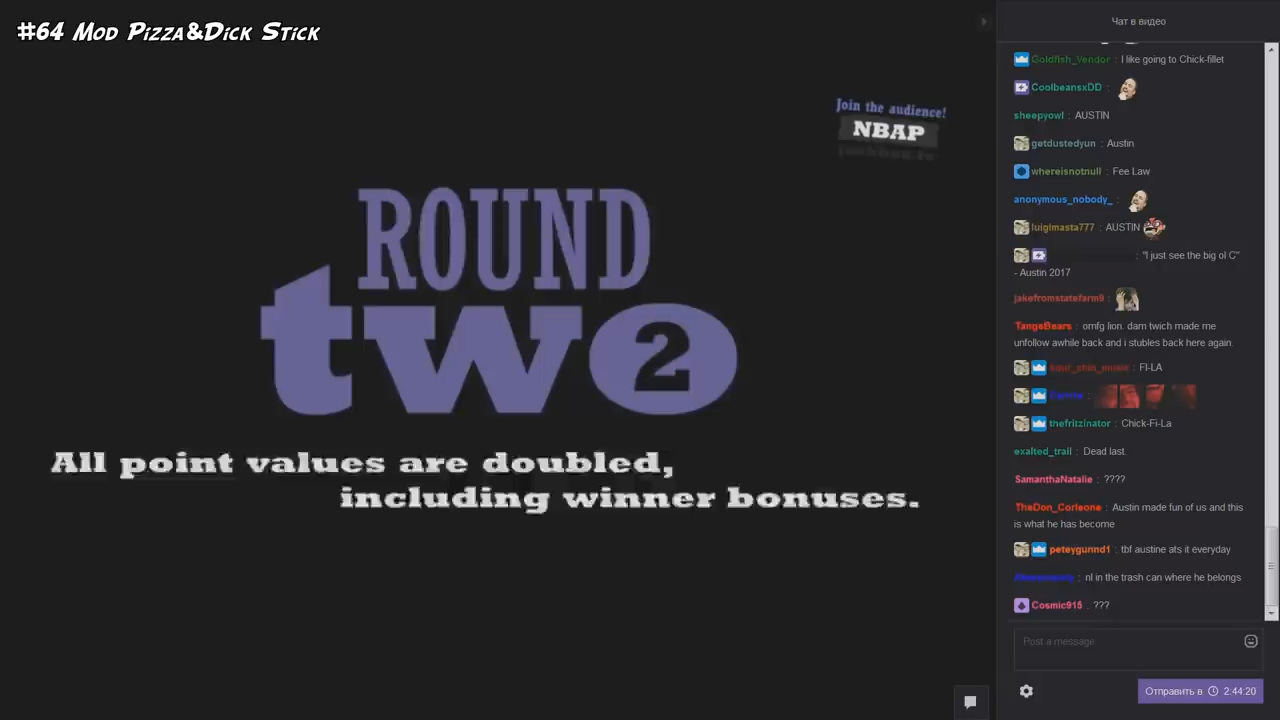 #64 Mod Pizza&Dick Stick
Join the audience!
NBAP
ROUND
two 2
All point values are doubled,
including winner bonuses.
Чат в видео
Goldfish_Vendor : I like going to Chick-fillet
CoolbeansxDD :
sheepyowl : AUSTIN
getdustedyun : Austin
whereisnotnull : Fee Law
anonymous_nobody_ :
luigimasta777 : AUSTIN
: "I just see the big ol C"
- Austin 2017
jakefromstatefarm9 :
TangeBears : omfg lion. dam twich made me
unfollow awhile back and i stubles back here again
: FI-LA
thefritzinator : Chick-Fi-La
exalted_trail : Dead last
SamanthaNatalie : ????
TheDon_Corleone : Austin made fun of us and this
is what he has become
peteygunnd1 : tbf austine ats it everyday
: nl in the trash can where he belongs
Cosmic915 : ???
Post a message
Отправить в 2:44:20